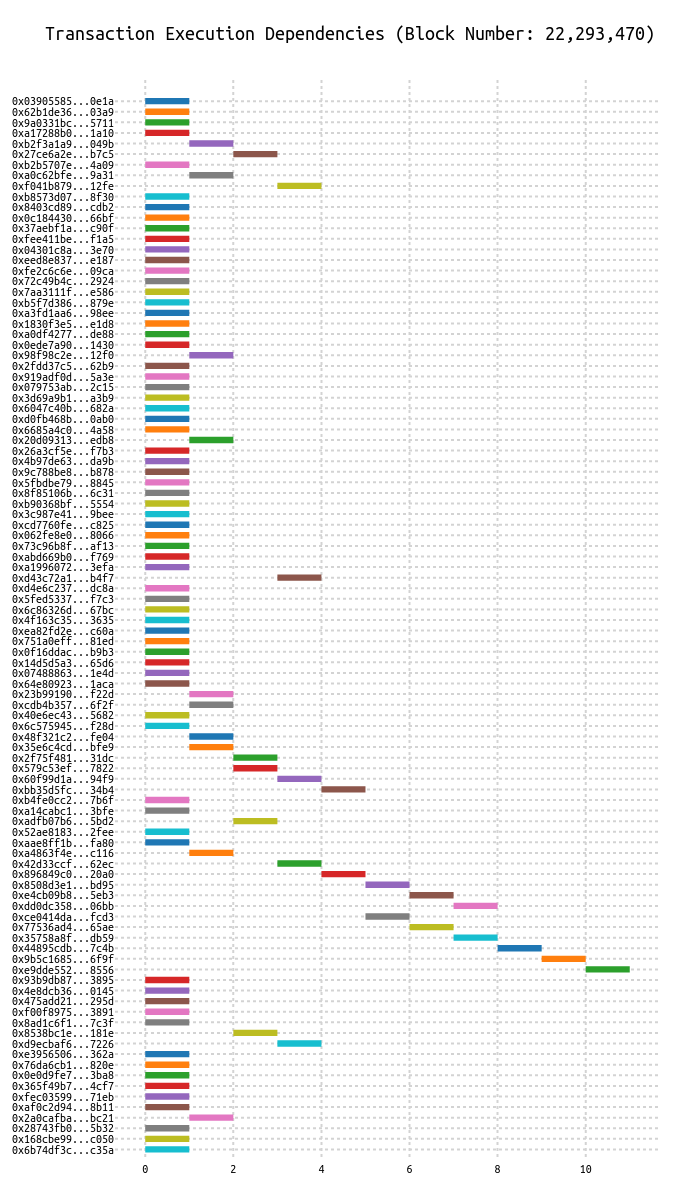 Transaction Execution Dependencies (Block Number: 22,293,470)
0x03905585...0e1a
0x62b1de36...03a9
0x9a0331bc...5711
0xa17288b0...1a10
0xb2f3a1a9...049b
0x27ce6a2e...b7c5
0xb2b5707e...4a09
0xa0c62bfe...9a31
0xf041b879...12fe
0xb8573d07...8f30
0x8403cd89...cdb2
0x0c184430...66bf
0x37aebf1a...c90f
0xfee411be...f1a5
0x04301c8a...3e70
0xeed8e837...e187
0xfe2c6c6e...09ca
0x72c49b4c...2924
0x7aa3111f...e586
0xb5f7d386...879e
0xa3fd1aa6...98ee
0x1830f3e5...e1d8
0xa0df4277...de88
0x0ede7a90...1430
0x98f98c2e...12f0
0x2fdd37c5...62b9
0x919adf0d...5a3e
0x079753ab...2c15
0x3d69a9b1...a3b9
0x6047c40b...682a
0xd0fb468b...0ab0
0x6685a4c0...4a58
0x20d09313...edb8
0x26a3cf5e...f7b3
0x4b97de63...da9b
0x9c788be8...b878
0x5fbdbe79...8845
0x8f85106b...6c31
0xb90368bf...5554
0x3c987e41...9bee
0xcd7760fe...c825
0x062fe8e0...8066
0x73c96b8f...af13
0xabd669b0...f769
0xa1996072...3efa
0xd43c72a1...b4f7
0xd4e6c237...dc8a
0x5fed5337...f7c3
0x6c86326d...67bc
0x4f163c35...3635
0xea82fd2e...c60a
0x751a0eff...81ed
0x0f16ddac...b9b3
0x14d5d5a3...65d6
0x07488863...1e4d
0x64e80923...1aca
0x23b99190...f22d
0xcdb4b357...6f2f
0x40e6ec43...5682
0x6c575945...f28d
0x48f321c2...fe04
0x35e6c4cd...bfe9
0x2f75f481...31dc
0x579c53ef...7822
0x60f99d1a...94f9
0xbb35d5fc...34b4
0xb4fe0cc2...7b6f
0xa14cabc1...3bfe
0xadfb07b6...5bd2
0x52ae8183...2fee
0xaae8ff1b...fa80
0xa4863f4e...c116
0x42d33ccf...62ec
0x896849c0...20a0
0x8508d3e1...bd95
0xe4cb09b8...5eb3
0xdd0dc358...06bb
0xce0414da...fcd3
0x77536ad4...65ae
0x35758a8f...db59
0x44895cdb...7c4b
0x9b5c1685...6f9f
0xe9dde552...8556
0x93b9db87...3895
0x4e8dcb36...0145
0x475add21...295d
0xf00f8975...3891
0x8ad1c6f1...7c3f
0x8538bc1e...181e
0xd9ecbaf6...7226
0xe3956506...362a
0x76da6cb1...820e
0x0e0d9fe7...3ba8
0x365f49b7...4cf7
0xfec03599...71eb
0xaf0c2d94...8b11
0x2a0cafba...bc21
0x28743fb0...5b32
0x168cbe99...c050
0x6b74df3c...c35a
0 2 4 6 8 10